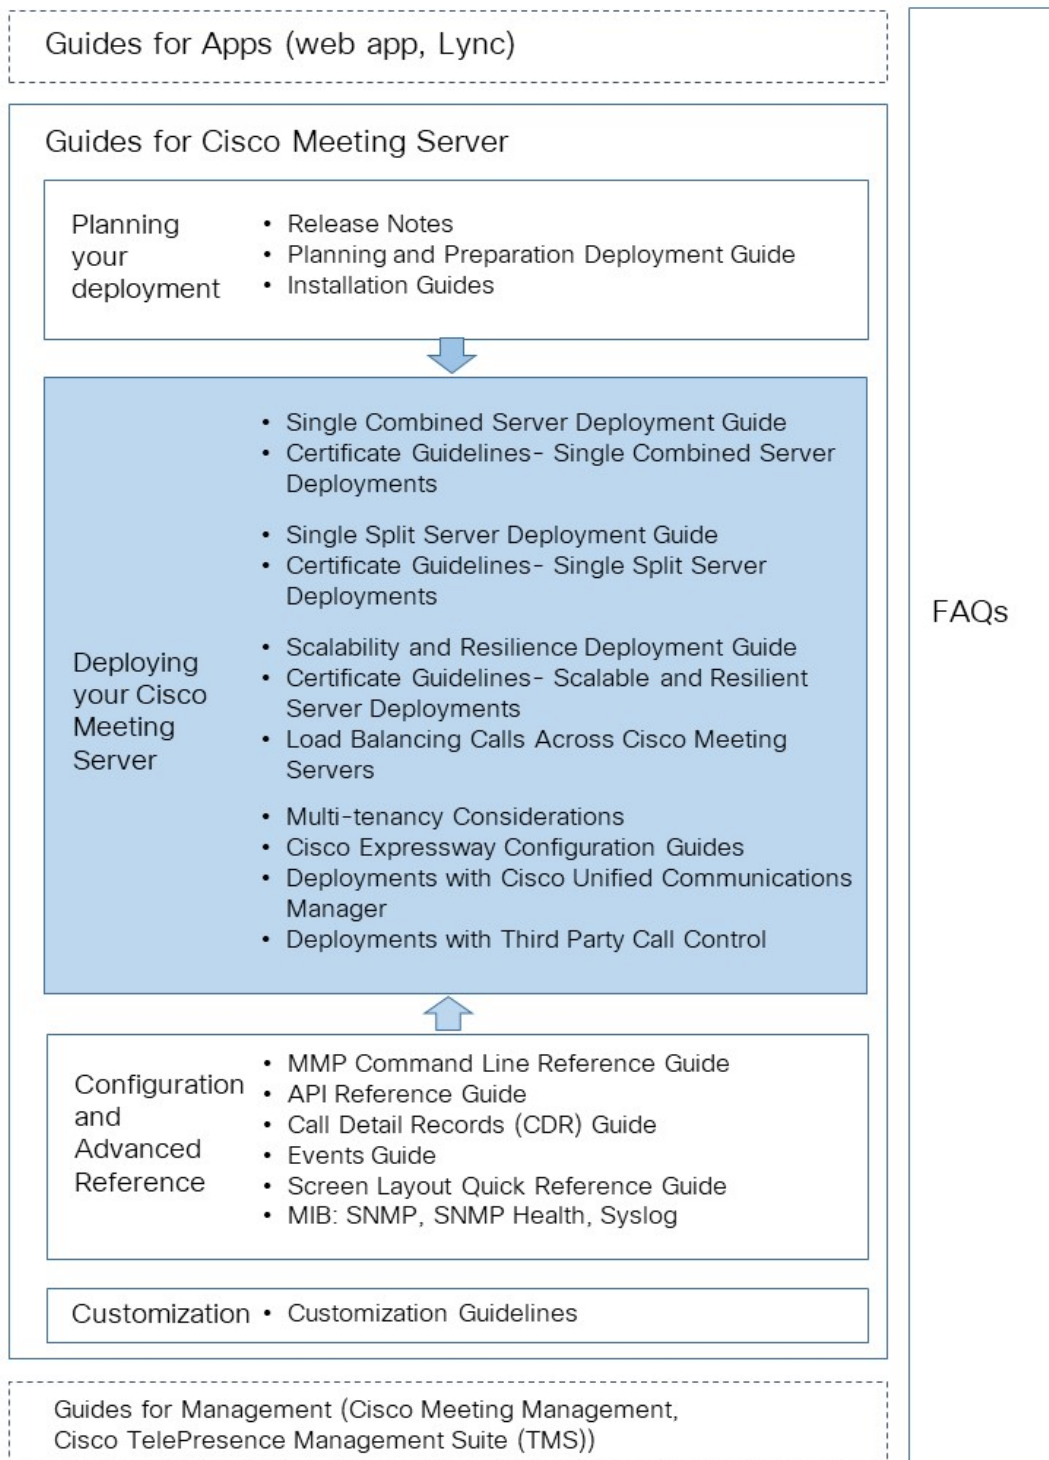 Guides for Apps (web app, Lync)
Guides for Cisco Meeting Server
Planning
your
deployment
• Release Notes
• Planning and Preparation Deployment Guide
• Installation Guides
Deploying
your Cisco
Meeting
Server
• Single Combined Server Deployment Guide
• Certificate Guidelines- Single Combined Server
Deployments
• Single Split Server Deployment Guide
• Certificate Guidelines- Single Split Server
Deployments
• Scalability and Resilience Deployment Guide
• Certificate Guidelines- Scalable and Resilient
Server Deployments
• Load Balancing Calls Across Cisco Meeting
Servers
• Multi-tenancy Considerations
• Cisco Expressway Configuration Guides
• Deployments with Cisco Unified Communications
Manager
• Deployments with Third Party Call Control
Configuration
and
Advanced
Reference
• MMP Command Line Reference Guide
• API Reference Guide
• Call Detail Records (CDR) Guide
• Events Guide
• Screen Layout Quick Reference Guide
• MIB: SNMP, SNMP Health, Syslog
Customization
• Customization Guidelines
Guides for Management (Cisco Meeting Management,
Cisco TelePresence Management Suite (TMS))
FAQs